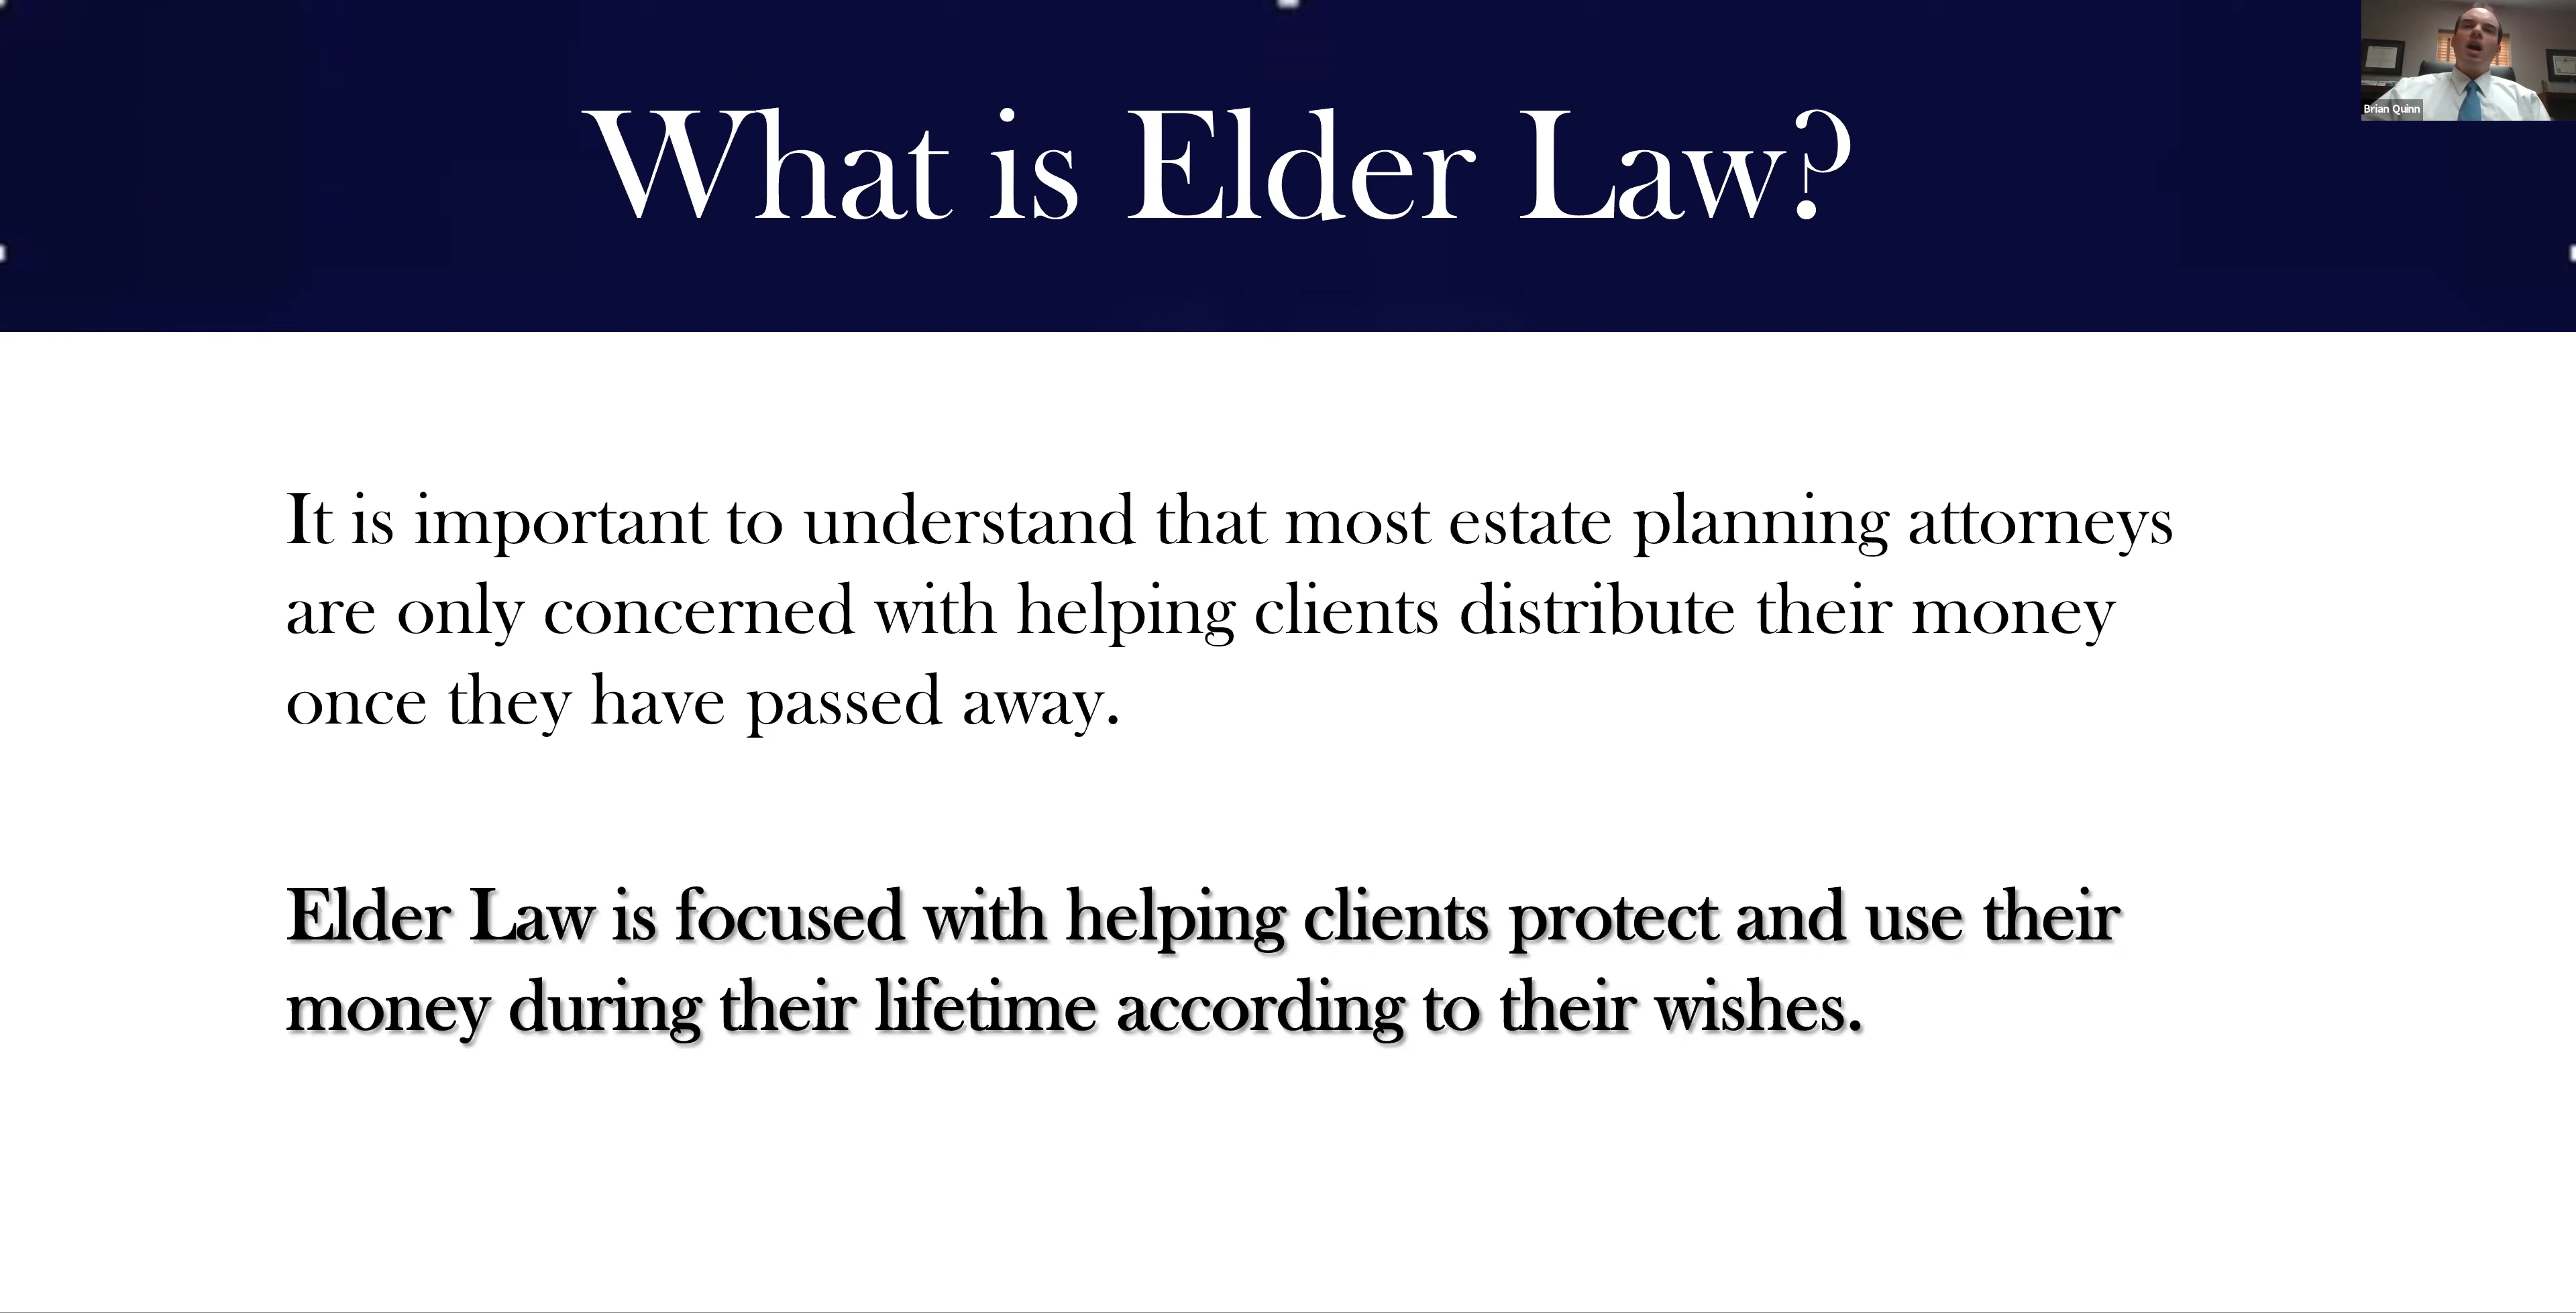 What is Elder Law?
Brian Quinn
It is important to understand that most estate planning attorneys
are only concerned with helping clients distribute their money
once they have passed away.
Elder Law is focused with helping clients protect and use their
money during their lifetime according to their wishes.